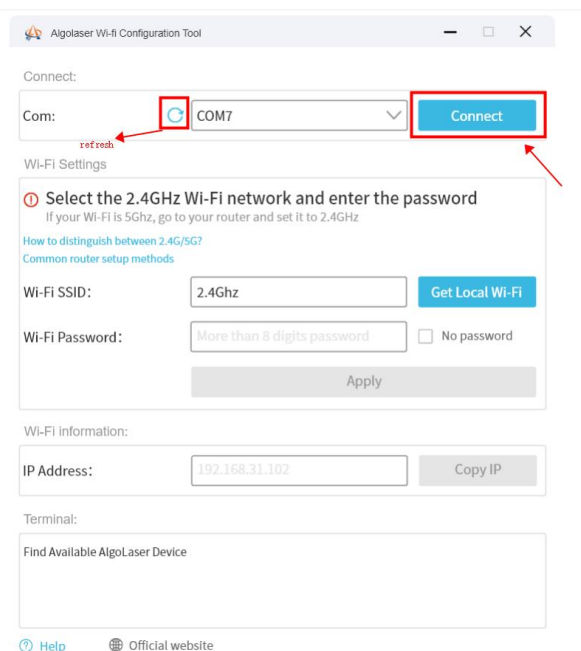 Algolaser Wi-fi Configuration Tool
Connect:
Com:
COM7
Connect
refresh
Wi-Fi Settings
Select the 2.4GHz Wi-Fi network and enter the password
If your Wi-Fi is 5Ghz, go to your router and set it to 2.4GHz
How to distinguish between 2.4G/5G?
Common router setup methods
Wi-Fi SSID:
2.4Ghz
Get Local Wi-Fi
Wi-Fi Password:
More than 8 digits password
No password
Apply
Wi-Fi information:
IP Address:
192.168.31.102
Copy IP
Terminal:
Find Available AlgoLaser Device
Help
Official website